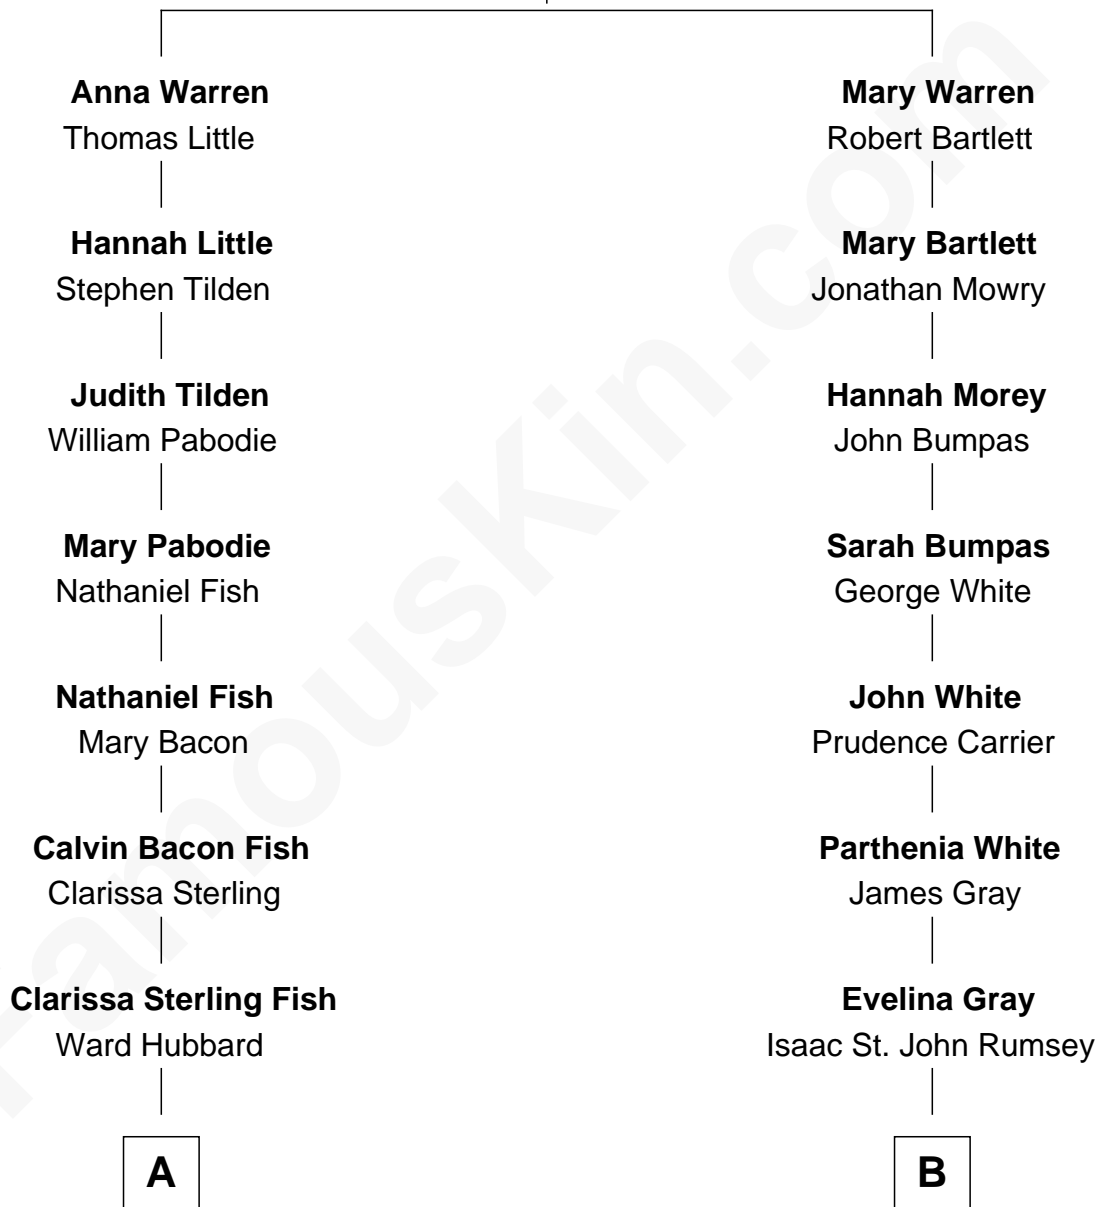 Anna Warren
Thomas Little
Mary Warren
Robert Bartlett
Hannah Little
Stephen Tilden
Mary Bartlett
Jonathan Mowry
Judith Tilden
William Pabodie
Hannah Morey
John Bumpas
Mary Pabodie
Nathaniel Fish
Sarah Bumpas
George White
Nathaniel Fish
Mary Bacon
John White
Prudence Carrier
Calvin Bacon Fish
Clarissa Sterling
Parthenia White
James Gray
Clarissa Sterling Fish
Ward Hubbard
Evelina Gray
Isaac St. John Rumsey
A
B
FamousKin.com